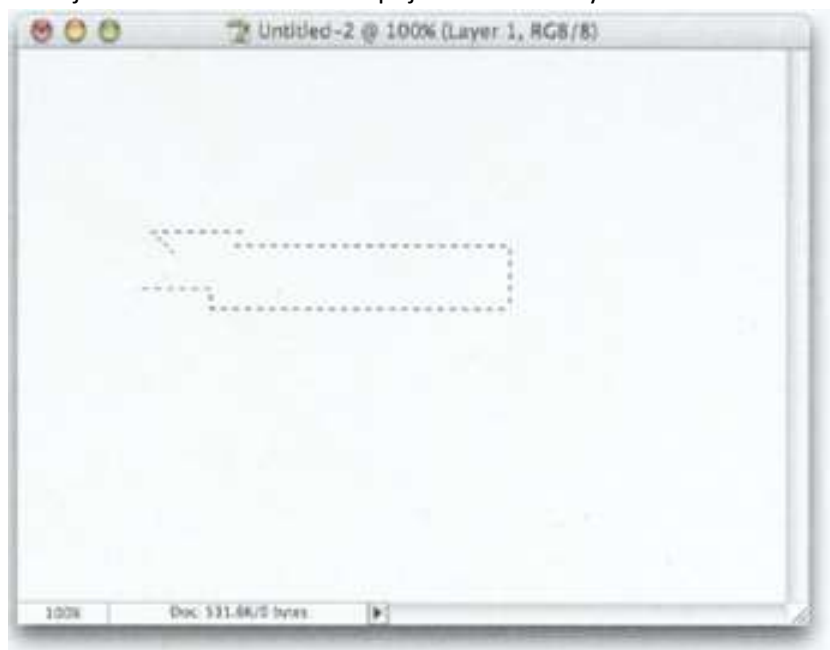 Untitled-2 @ 100% (Layer 1, RGB/8)
100% Doc: 531.6K/0 bytes